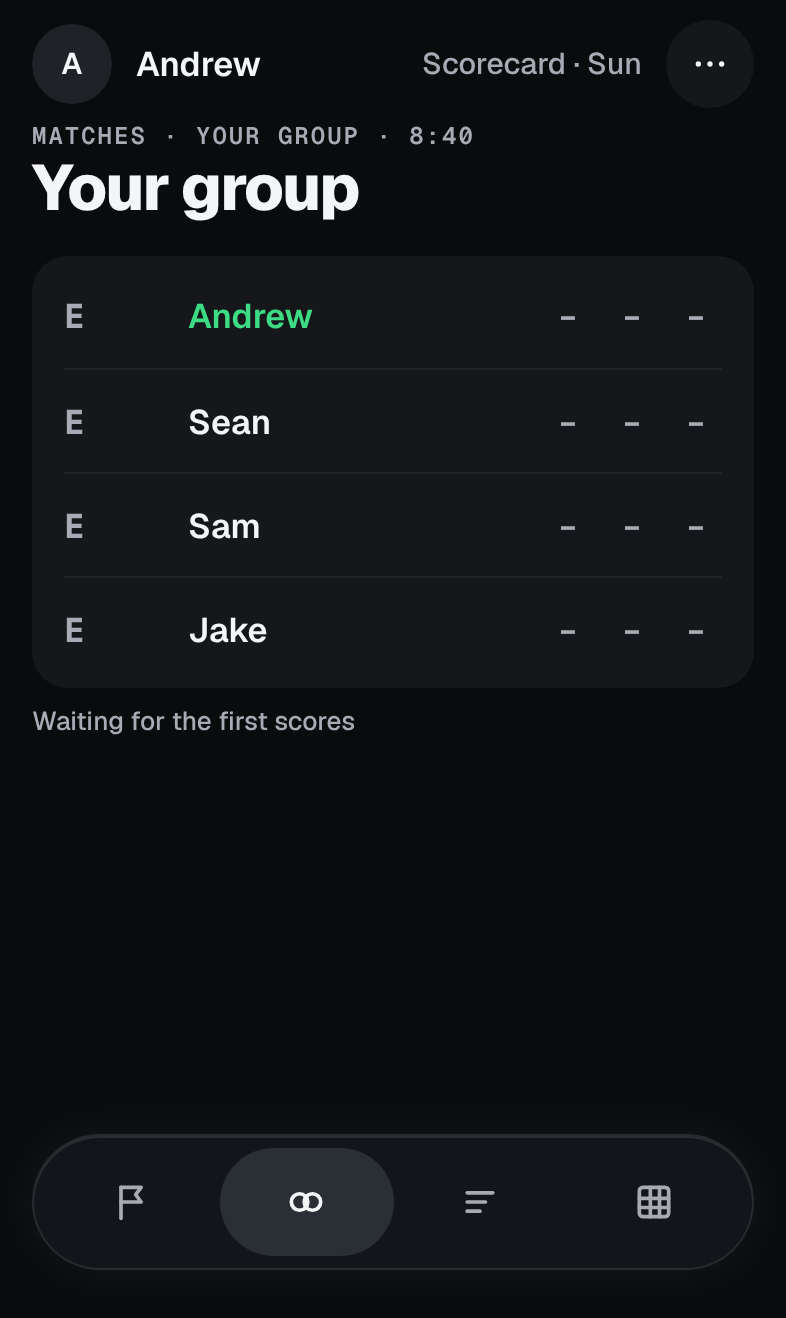 A Andrew Scorecard · Sun
MATCHES · YOUR GROUP · 8:40
Your group
E Andrew – – –
E Sean – – –
E Sam – – –
E Jake – – –
Waiting for the first scores